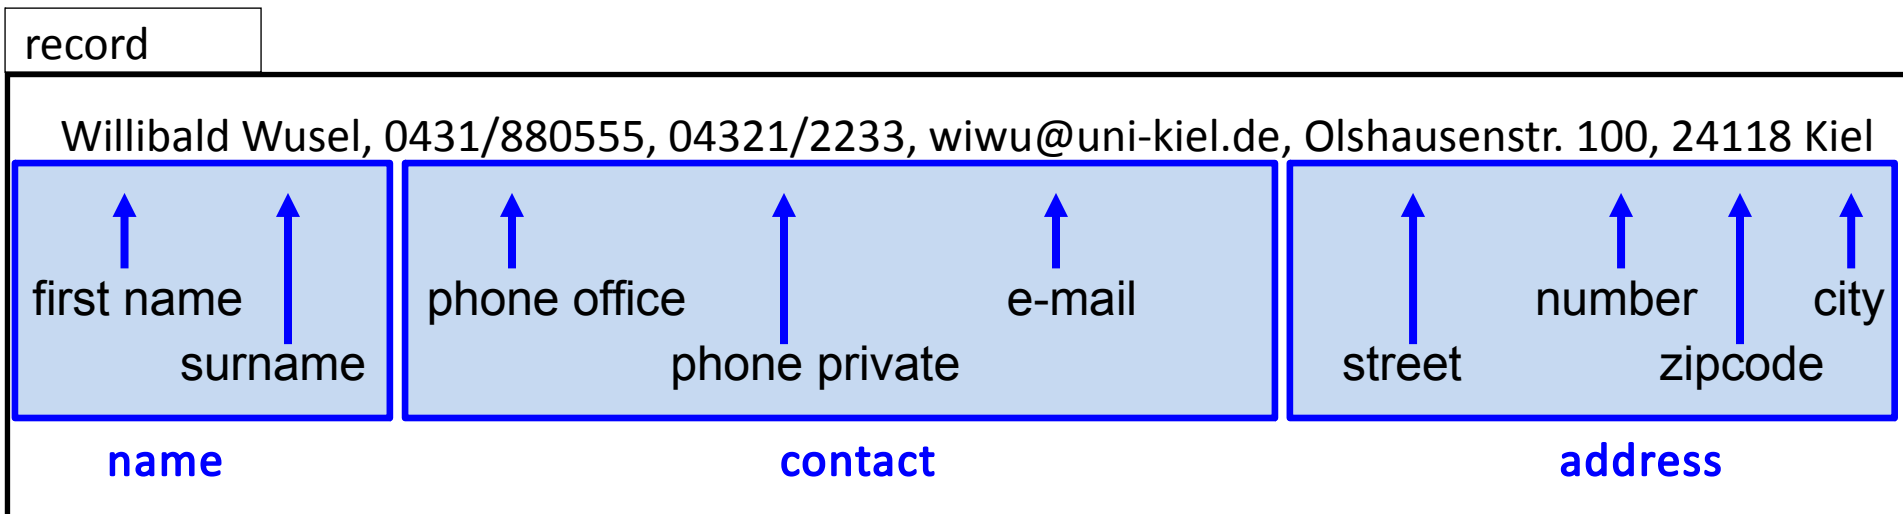 record
Willibald Wusel, 0431/880555, 04321/2233, wiwu@uni-kiel.de, Olshausenstr. 100, 24118 Kiel
first name phone office e-mail number city
surname phone private street zipcode
name contact address